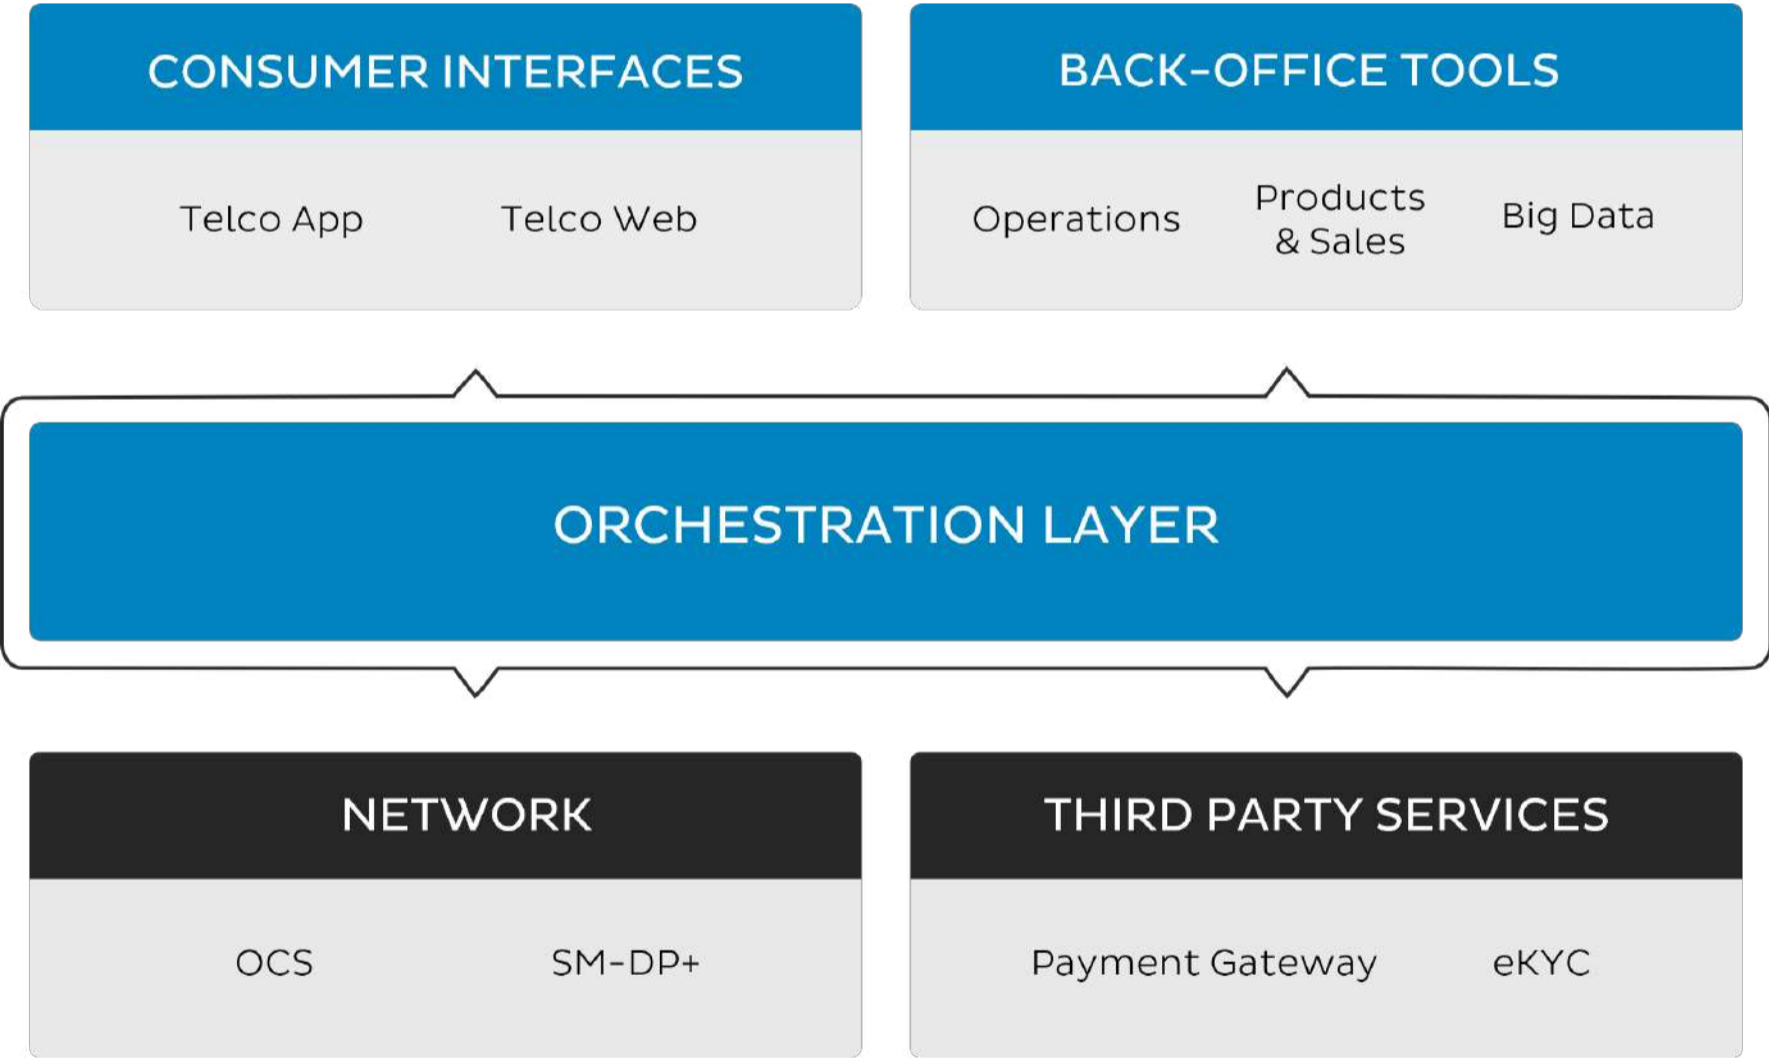 CONSUMER INTERFACES
Telco App
Telco Web
BACK-OFFICE TOOLS
Operations
Products
& Sales
Big Data
ORCHESTRATION LAYER
NETWORK
OCS
SM-DP+
THIRD PARTY SERVICES
Payment Gateway
eKYC